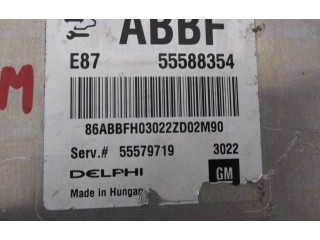 ABBF
E87 55588354
M
86ABBFH03022ZD02M90
Serv.# 55579719 3022
DELPHI GM
Made in Hungar